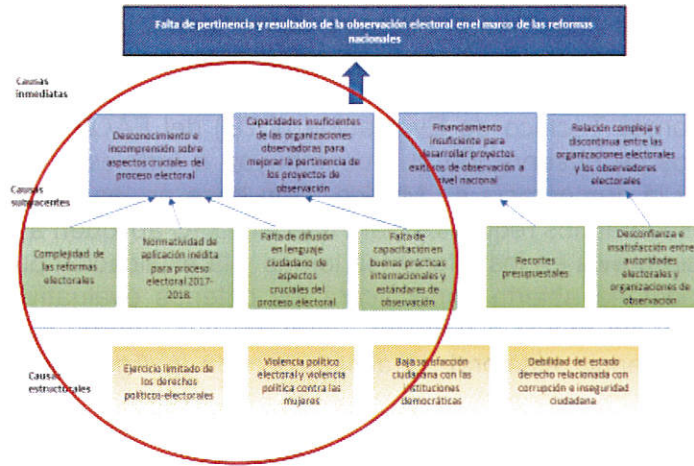 Falta de pertinencia y resultados de la observación electoral en el marco de las reformas
nacionales
Causas
inmediatas
Desconocimiento e
incomprensión sobre
aspectos cruciales del
proceso electoral
Capacidades insuficientes
de las organizaciones
observadoras para
mejorar la pertinencia de
los proyectos de
observación
Financiamiento
insuficiente para
desarrollar proyectos
exitosos de observación a
nivel nacional
Relación compleja y
discontinua entre las
organizaciones electorales
y los observadores
electorales
Causas
subyacentes
Complejidad de
las reformas
electorales
Normatividad de
aplicación inédita
para proceso
electoral 2017-
2018.
Falta de difusión
en lenguaje
ciudadano de
aspectos
cruciales del
proceso electoral
Falta de
capacitación en
buenas prácticas
internacionales y
estándares de
observación
Recortes
presupuestales
Desconfianza e
insatisfacción entre
autoridades
electorales y
organizaciones de
observación
Causas
estructorales
Ejercicio limitado de
los derechos
políticos-electorales
Violencia político
electoral y violencia
política contra las
mujeres
Baja satisfacción
ciudadana con las
instituciones
democráticas
Debilidad del estado
derecho relacionada con
corrupción e inseguridad
ciudadana